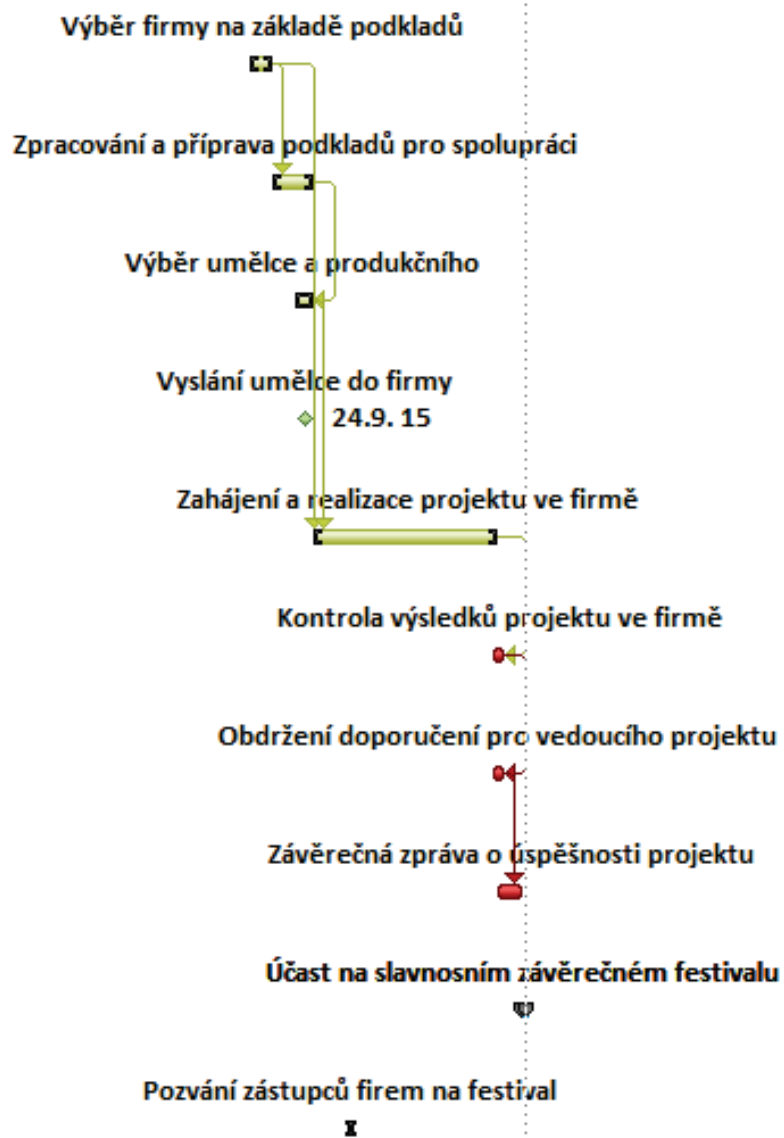 Výběr firmy na základě podkladů
Zpracování a příprava podkladů pro spolupráci
Výběr umělce a produkčního
Vyslání umělce do firmy
24.9. 15
Zahájení a realizace projektu ve firmě
Kontrola výsledků projektu ve firmě
Obdržení doporučení pro vedoucího projektu
Závěrečná zpráva o úspěšnosti projektu
Účast na slavnosním závěrečném festivalu
Pozvání zástupců firem na festival